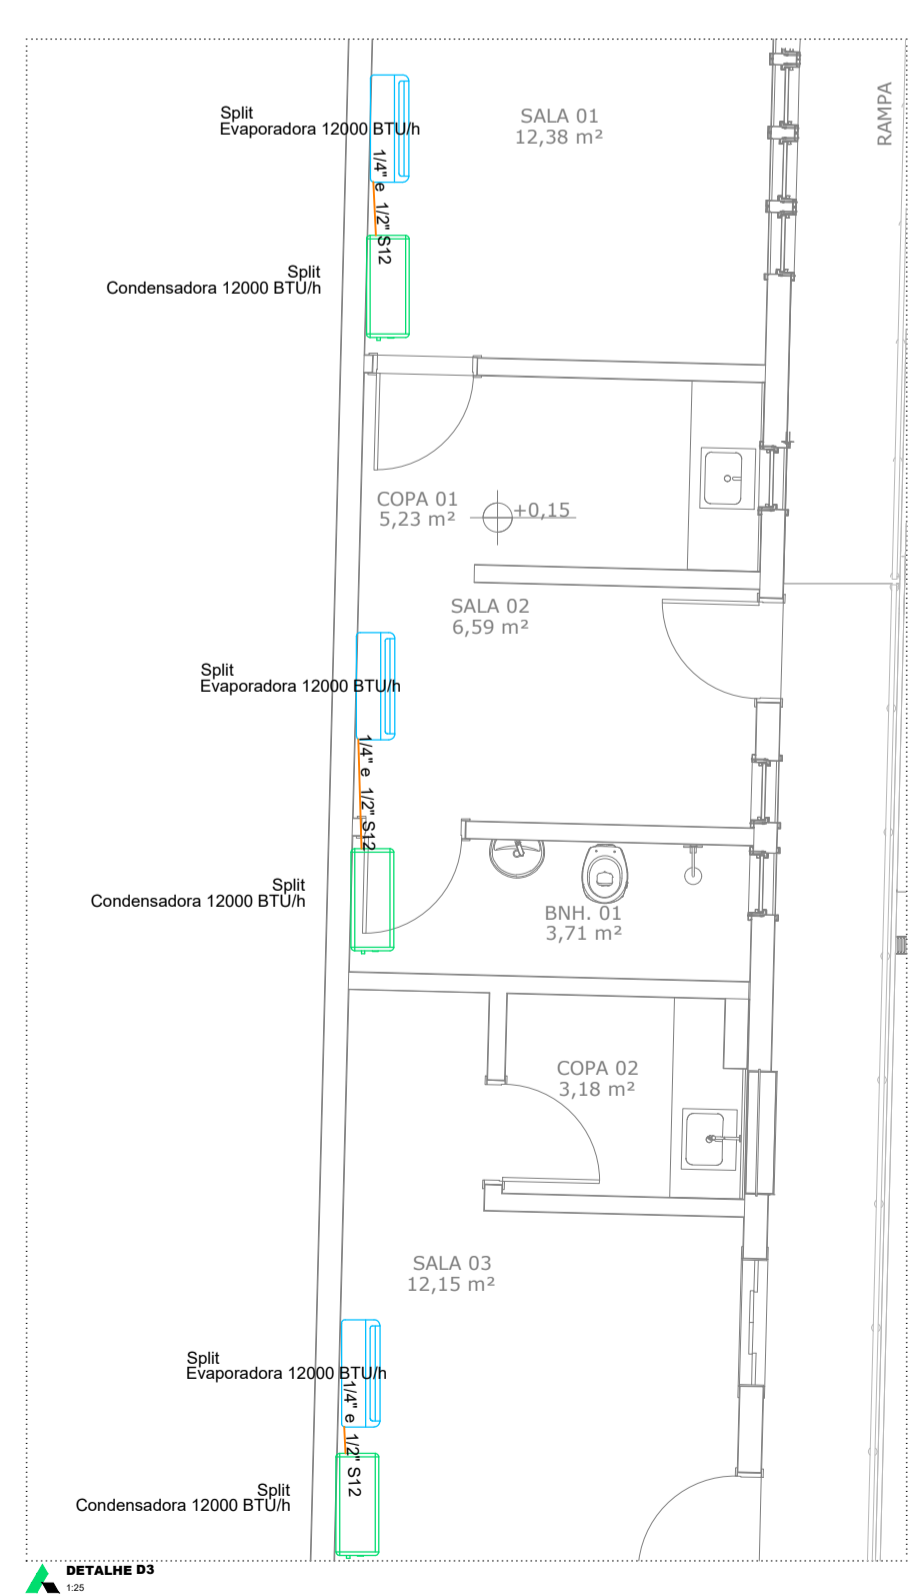 Split
Evaporadora 12000 BTU/h
SALA 01
12,38 m²
RAMPA
1/4" e 1/2" S12
Split
Condensadora 12000 BTU/h
COPA 01
5,23 m²
+0,15
SALA 02
6,59 m²
Split
Evaporadora 12000 BTU/h
1/4" e 1/2" S12
Split
Condensadora 12000 BTU/h
BNH. 01
3,71 m²
COPA 02
3,18 m²
SALA 03
12,15 m²
Split
Evaporadora 12000 BTU/h
1/4" e 1/2" S12
Split
Condensadora 12000 BTU/h
DETALHE D3
1:25